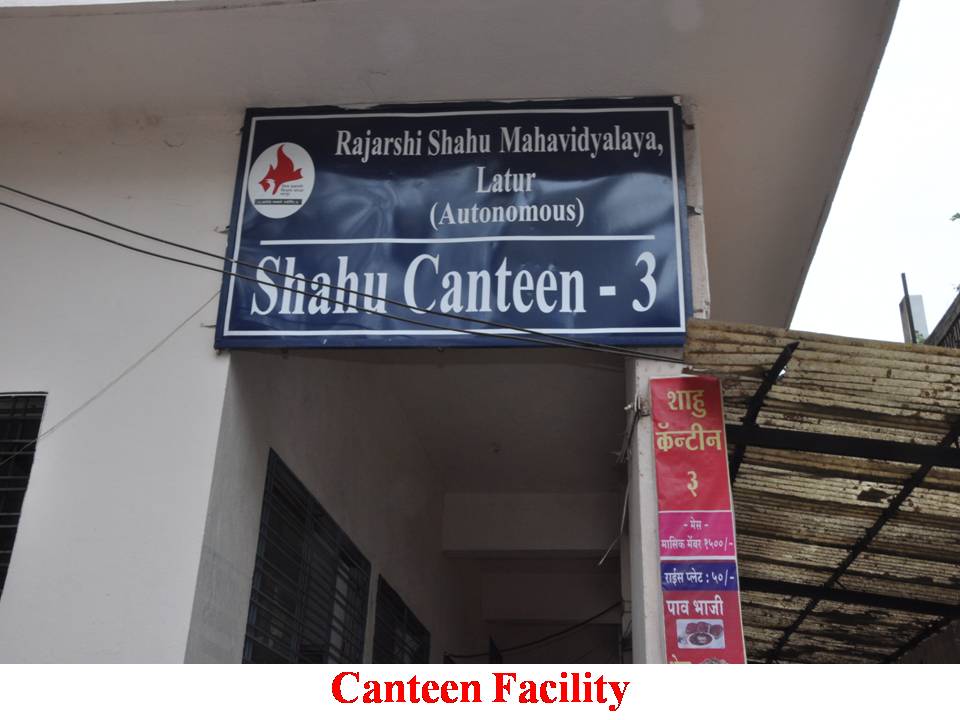 Rajarshi Shahu Mahavidyalaya,
Latur
(Autonomous)
Shahu Canteen - 3
शाहु
कॅन्टीन
३
- मेस -
मासिक मेंबर १५००/-
राईस प्लेट : ५०/-
पाव भाजी
Canteen Facility